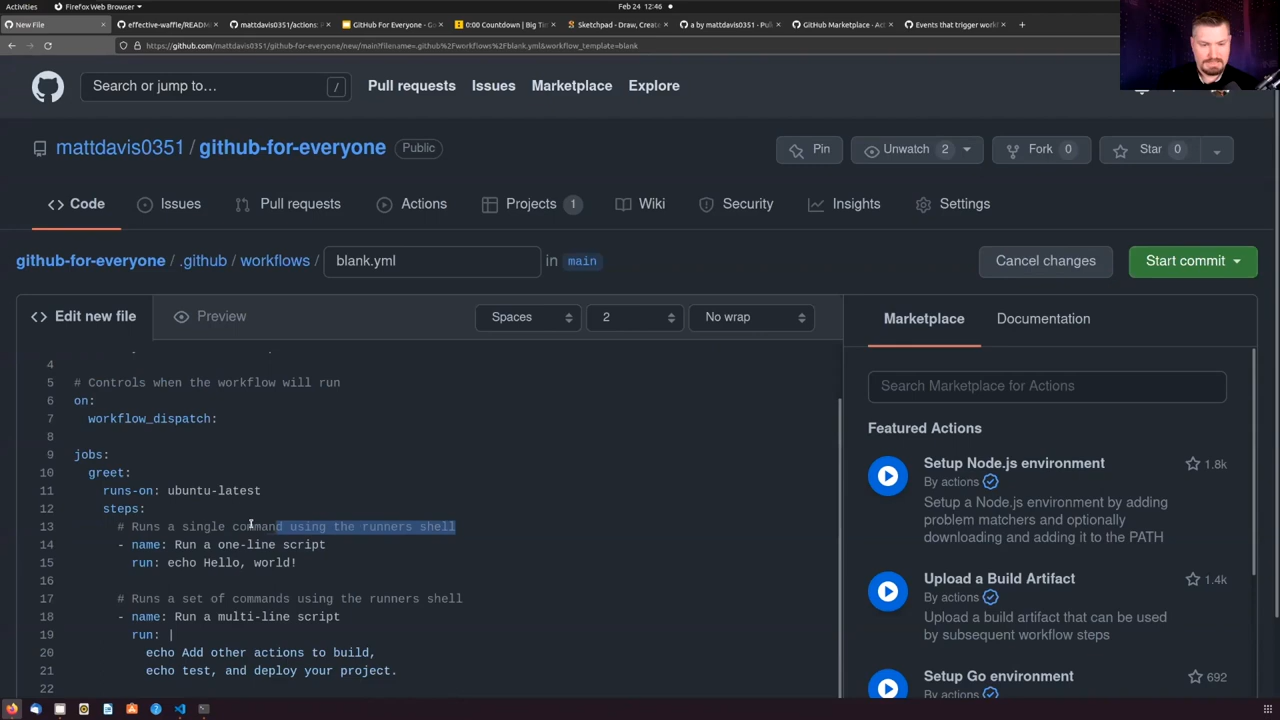 Activities
Firefox Web Browser
Feb 24 12:46
New File
effective-waffle/README
mattdavis0351/actions: 
GitHub For Everyone - Go
0:00 Countdown | Big Tim
Sketchpad - Draw, Create
a by mattdavis0351 · Pull
GitHub Marketplace · Act
Events that trigger workf
https://github.com/mattdavis0351/github-for-everyone/new/main?filename=.github%2Fworkflows%2Fblank.yml&workflow_template=blank
Search or jump to…
/
Pull requests
Issues
Marketplace
Explore
mattdavis0351 / github-for-everyone
Public
Pin
Unwatch 2
Fork 0
Star 0
Code
Issues
Pull requests
Actions
Projects 1
Wiki
Security
Insights
Settings
github-for-everyone / .github / workflows / blank.yml in main
Cancel changes
Start commit
Edit new file
Preview
Spaces
2
No wrap
4
5 # Controls when the workflow will run
6 on:
7 workflow_dispatch:
8
9 jobs:
10 greet:
11 runs-on: ubuntu-latest
12 steps:
13 # Runs a single command using the runners shell
14 - name: Run a one-line script
15 run: echo Hello, world!
16
17 # Runs a set of commands using the runners shell
18 - name: Run a multi-line script
19 run: |
20 echo Add other actions to build,
21 echo test, and deploy your project.
22
Marketplace
Documentation
Search Marketplace for Actions
Featured Actions
Setup Node.js environment
1.8k
By actions
Setup a Node.js environment by adding
problem matchers and optionally
downloading and adding it to the PATH
Upload a Build Artifact
1.4k
By actions
Upload a build artifact that can be used
by subsequent workflow steps
Setup Go environment
692
By actions